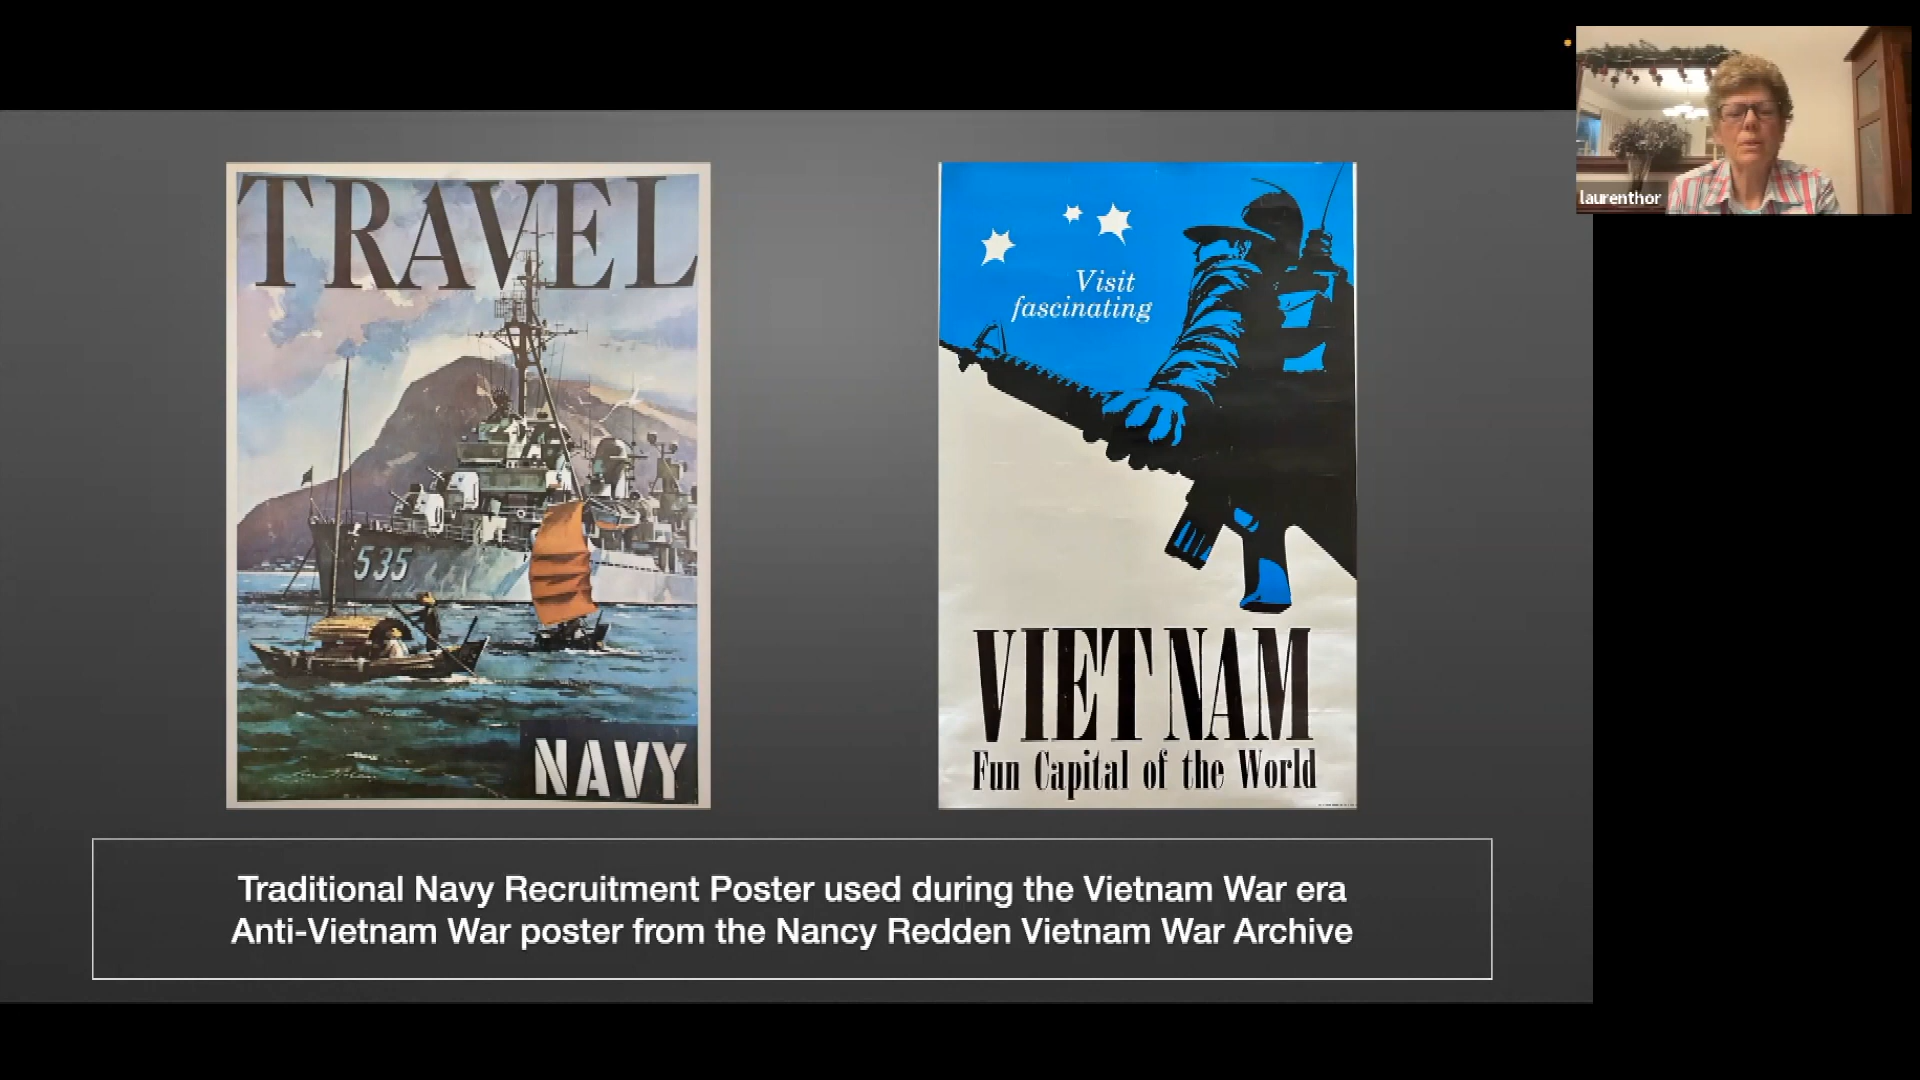 TRAVEL
535
NAVY
Visit
fascinating
VIETNAM
Fun Capital of the World
Traditional Navy Recruitment Poster used during the Vietnam War era
Anti-Vietnam War poster from the Nancy Redden Vietnam War Archive
laurenthor